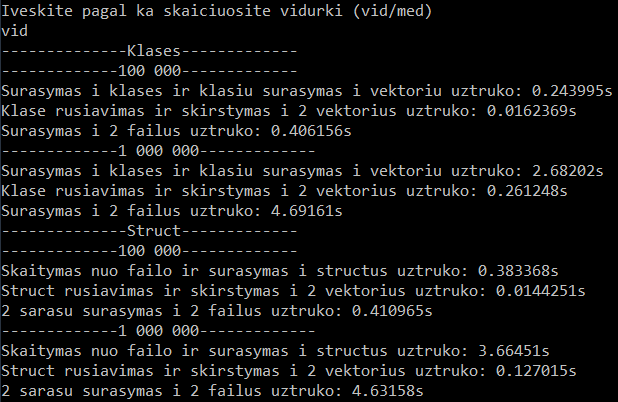 Iveskite pagal ka skaiciuosite vidurki (vid/med)
vid
--------------Klases-------------
-------------100 000-------------
Surasymas i klases ir klasiu surasymas i vektoriu uztruko: 0.243995s
Klase rusiavimas ir skirstymas i 2 vektorius uztruko: 0.0162369s
Surasymas i 2 failus uztruko: 0.406156s
-------------1 000 000-------------
Surasymas i klases ir klasiu surasymas i vektoriu uztruko: 2.68202s
Klase rusiavimas ir skirstymas i 2 vektorius uztruko: 0.261248s
Surasymas i 2 failus uztruko: 4.69161s
--------------Struct-------------
-------------100 000-------------
Skaitymas nuo failo ir surasymas i structus uztruko: 0.383368s
Struct rusiavimas ir skirstymas i 2 vektorius uztruko: 0.0144251s
2 sarasu surasymas i 2 failus uztruko: 0.410965s
-------------1 000 000-------------
Skaitymas nuo failo ir surasymas i structus uztruko: 3.66451s
Struct rusiavimas ir skirstymas i 2 vektorius uztruko: 0.127015s
2 sarasu surasymas i 2 failus uztruko: 4.63158s